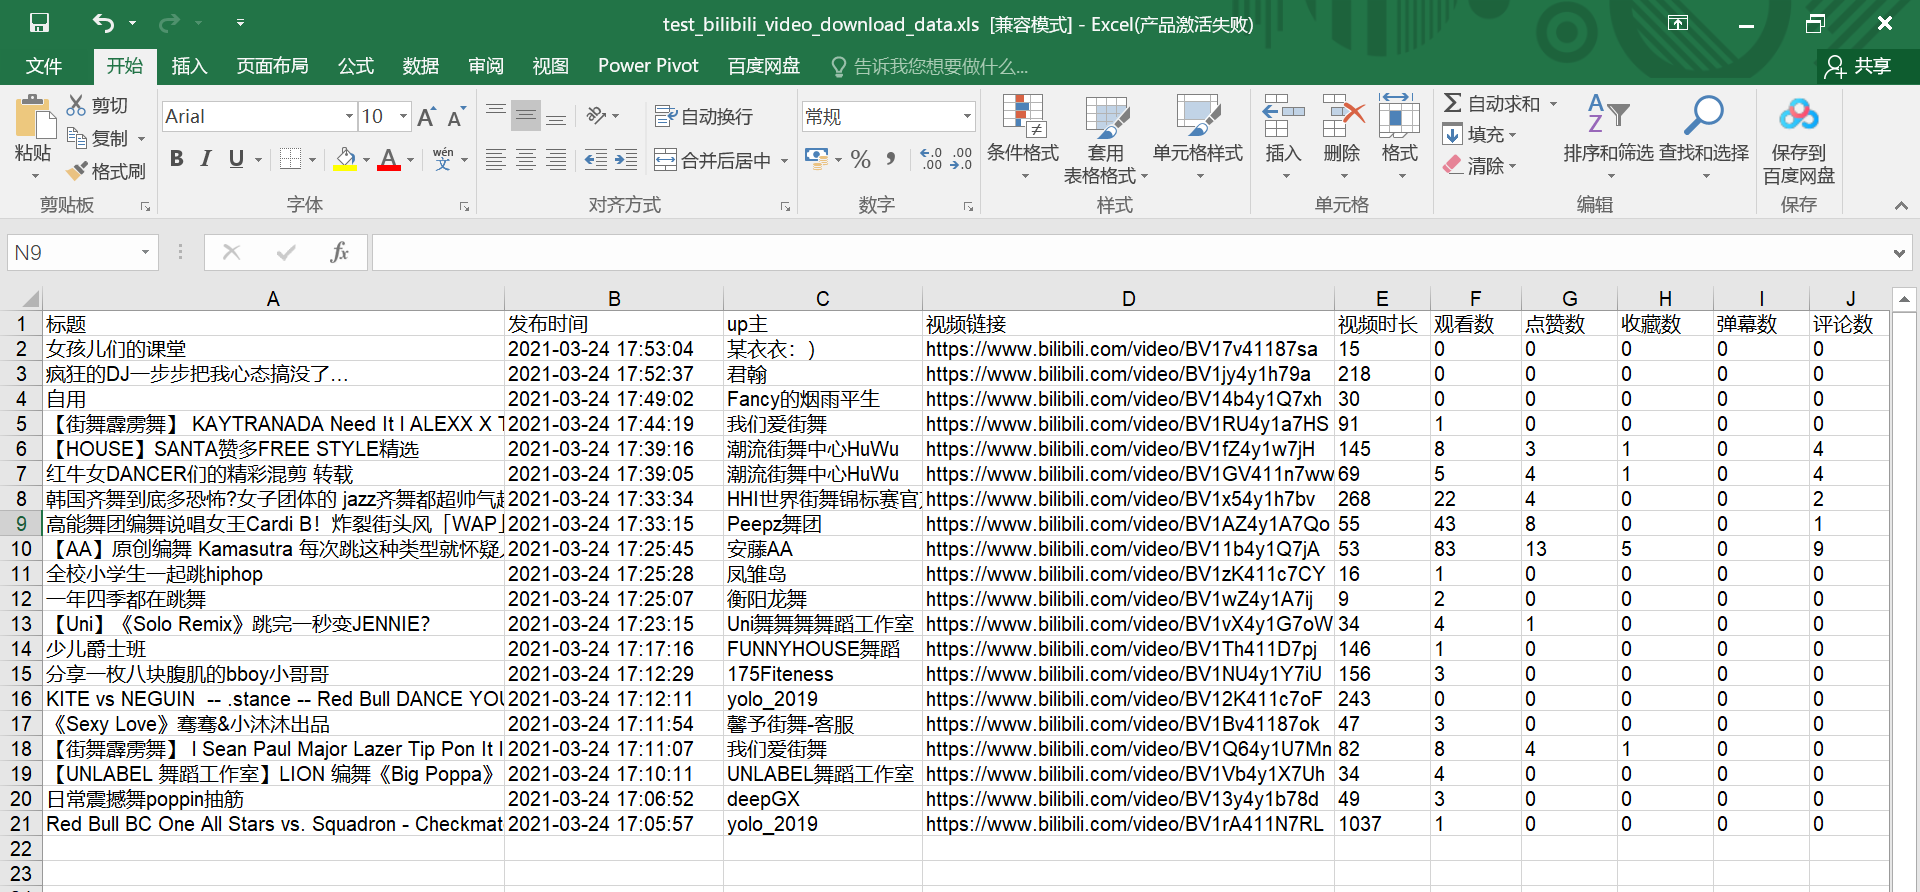 test_bilibili_video_download_data.xls [兼容模式] - Excel(产品激活失败)
文件 开始 插入 页面布局 公式 数据 审阅 视图 Power Pivot 百度网盘 告诉我您想要做什么... 共享
粘贴 剪切 复制 格式刷 剪贴板
Arial 10 A A B I U A wén 文 字体
自动换行 合并后居中 对齐方式
常规 % , .0 .00 .00 .0 数字
条件格式 套用 表格格式 单元格样式 样式
插入 删除 格式 单元格
Σ 自动求和 填充 清除 A Z 排序和筛选 查找和选择 编辑
保存到 百度网盘 保存
N9 fx
A B C D E F G H I J
1 标题 发布时间 up主 视频链接 视频时长 观看数 点赞数 收藏数 弹幕数 评论数
2 女孩儿们的课堂 2021-03-24 17:53:04 某衣衣：) https://www.bilibili.com/video/BV17v41187sa 15 0 0 0 0 0
3 疯狂的DJ一步步把我心态搞没了… 2021-03-24 17:52:37 君翰 https://www.bilibili.com/video/BV1jy4y1h79a 218 0 0 0 0 0
4 自用 2021-03-24 17:49:02 Fancy的烟雨平生 https://www.bilibili.com/video/BV14b4y1Q7xh 30 0 0 0 0 0
5 【街舞霹雳舞】 KAYTRANADA Need It I ALEXX X 2021-03-24 17:44:19 我们爱街舞 https://www.bilibili.com/video/BV1RU4y1a7HS 91 1 0 0 0 0
6 【HOUSE】SANTA赞多FREE STYLE精选 2021-03-24 17:39:16 潮流街舞中心HuWu https://www.bilibili.com/video/BV1fZ4y1w7jH 145 8 3 1 0 4
7 红牛女DANCER们的精彩混剪 转载 2021-03-24 17:39:05 潮流街舞中心HuWu https://www.bilibili.com/video/BV1GV411n7ww 69 5 4 1 0 4
8 韩国齐舞到底多恐怖?女子团体的 jazz齐舞都超帅气 2021-03-24 17:33:34 HHI世界街舞锦标赛官 https://www.bilibili.com/video/BV1x54y1h7bv 268 22 4 0 0 2
9 高能舞团编舞说唱女王Cardi B！炸裂街头风「WAP」 2021-03-24 17:33:15 Peepz舞团 https://www.bilibili.com/video/BV1AZ4y1A7Qo 55 43 8 0 0 1
10 【AA】原创编舞 Kamasutra 每次跳这种类型就怀疑 2021-03-24 17:25:45 安藤AA https://www.bilibili.com/video/BV11b4y1Q7jA 53 83 13 5 0 9
11 全校小学生一起跳hiphop 2021-03-24 17:25:28 凤雏岛 https://www.bilibili.com/video/BV1zK411c7CY 16 1 0 0 0 0
12 一年四季都在跳舞 2021-03-24 17:25:07 衡阳龙舞 https://www.bilibili.com/video/BV1wZ4y1A7ij 9 2 0 0 0 0
13 【Uni】《Solo Remix》跳完一秒变JENNIE？ 2021-03-24 17:23:15 Uni舞舞舞舞蹈工作室 https://www.bilibili.com/video/BV1vX4y1G7oW 34 4 1 0 0 0
14 少儿爵士班 2021-03-24 17:17:16 FUNNYHOUSE舞蹈 https://www.bilibili.com/video/BV1Th411D7pj 146 1 0 0 0 0
15 分享一枚八块腹肌的bboy小哥哥 2021-03-24 17:12:29 175Fiteness https://www.bilibili.com/video/BV1NU4y1Y7iU 156 3 0 0 0 0
16 KITE vs NEGUIN -- .stance -- Red Bull DANCE YOU 2021-03-24 17:12:11 yolo_2019 https://www.bilibili.com/video/BV12K411c7oF 243 0 0 0 0 0
17 《Sexy Love》骞骞&小沐沐出品 2021-03-24 17:11:54 馨予街舞-客服 https://www.bilibili.com/video/BV1Bv41187ok 47 3 0 0 0 0
18 【街舞霹雳舞】 I Sean Paul Major Lazer Tip Pon It I 2021-03-24 17:11:07 我们爱街舞 https://www.bilibili.com/video/BV1Q64y1U7Mn 82 8 4 1 0 0
19 【UNLABEL 舞蹈工作室】LION 编舞《Big Poppa》 2021-03-24 17:10:11 UNLABEL舞蹈工作室 https://www.bilibili.com/video/BV1Vb4y1X7Uh 34 4 0 0 0 0
20 日常震撼舞poppin抽筋 2021-03-24 17:06:52 deepGX https://www.bilibili.com/video/BV13y4y1b78d 49 3 0 0 0 0
21 Red Bull BC One All Stars vs. Squadron - Checkmat 2021-03-24 17:05:57 yolo_2019 https://www.bilibili.com/video/BV1rA411N7RL 1037 1 0 0 0 0
22
23